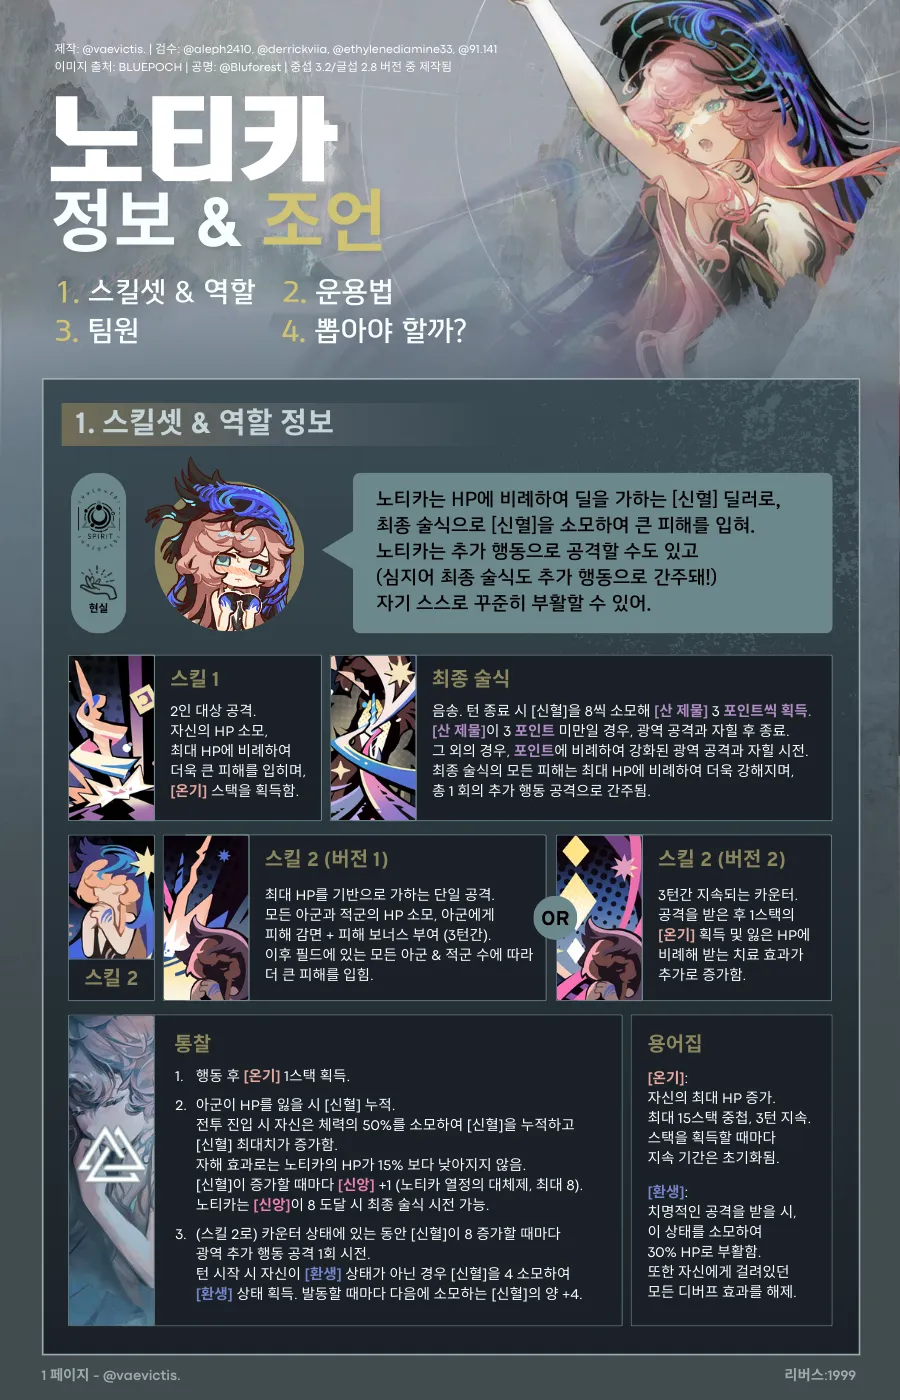 제작: @vaevictis. | 검수: @aleph2410, @derrickviia, @ethylenediamine33, @91.141
이미지 출처: BLUEPOCH | 공명: @Bluforest | 중섭 3.2/글섭 2.8 버전 중 제작됨
노티카
정보 & 조언
1. 스킬셋 & 역할 2. 운용법
3. 팀원 4. 뽑아야 할까?
1. 스킬셋 & 역할 정보
SPIRIT
현실
노티카는 HP에 비례하여 딜을 가하는 [신혈] 딜러로,
최종 술식으로 [신혈]을 소모하여 큰 피해를 입혀.
노티카는 추가 행동으로 공격할 수도 있고
(심지어 최종 술식도 추가 행동으로 간주돼!)
자기 스스로 꾸준히 부활할 수 있어.
스킬 1
2인 대상 공격.
자신의 HP 소모,
최대 HP에 비례하여
더욱 큰 피해를 입히며,
[온기] 스택을 획득함.
최종 술식
음송. 턴 종료 시 [신혈]을 8씩 소모해 [산 제물] 3 포인트씩 획득.
[산 제물]이 3 포인트 미만일 경우, 광역 공격과 자힐 후 종료.
그 외의 경우, 포인트에 비례하여 강화된 광역 공격과 자힐 시전.
최종 술식의 모든 피해는 최대 HP에 비례하여 더욱 강해지며,
총 1 회의 추가 행동 공격으로 간주됨.
스킬 2
스킬 2 (버전 1)
최대 HP를 기반으로 가하는 단일 공격.
모든 아군과 적군의 HP 소모, 아군에게
피해 감면 + 피해 보너스 부여 (3턴간).
이후 필드에 있는 모든 아군 & 적군 수에 따라
더 큰 피해를 입힘.
OR
스킬 2 (버전 2)
3턴간 지속되는 카운터.
공격을 받은 후 1스택의
[온기] 획득 및 잃은 HP에
비례해 받는 치료 효과가
추가로 증가함.
통찰
1. 행동 후 [온기] 1스택 획득.
2. 아군이 HP를 잃을 시 [신혈] 누적.
전투 진입 시 자신은 체력의 50%를 소모하여 [신혈]을 누적하고
[신혈] 최대치가 증가함.
자해 효과로는 노티카의 HP가 15% 보다 낮아지지 않음.
[신혈]이 증가할 때마다 [신앙] +1 (노티카 열정의 대체제, 최대 8).
노티카는 [신앙]이 8 도달 시 최종 술식 시전 가능.
3. (스킬 2로) 카운터 상태에 있는 동안 [신혈]이 8 증가할 때마다
광역 추가 행동 공격 1회 시전.
턴 시작 시 자신이 [환생] 상태가 아닌 경우 [신혈]을 4 소모하여
[환생] 상태 획득. 발동할 때마다 다음에 소모하는 [신혈]의 양 +4.
용어집
[온기]:
자신의 최대 HP 증가.
최대 15스택 중첩, 3턴 지속.
스택을 획득할 때마다
지속 기간은 초기화됨.
[환생]:
치명적인 공격을 받을 시,
이 상태를 소모하여
30% HP로 부활함.
또한 자신에게 걸려있던
모든 디버프 효과를 해제.
1 페이지 - @vaevictis.
리버스:1999